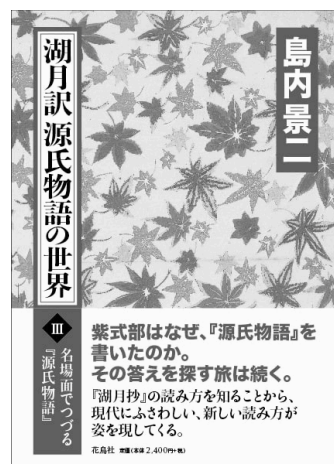 島内景二
湖月訳 源氏物語の世界
III
名場面でつづる
『源氏物語』
紫式部はなぜ、『源氏物語』を
書いたのか。
その答えを探す旅は続く。
『湖月抄』の読み方を知ることから、
現代にふさわしい、新しい読み方が
姿を現してくる。
花鳥社 定価(本体2,400円+税)